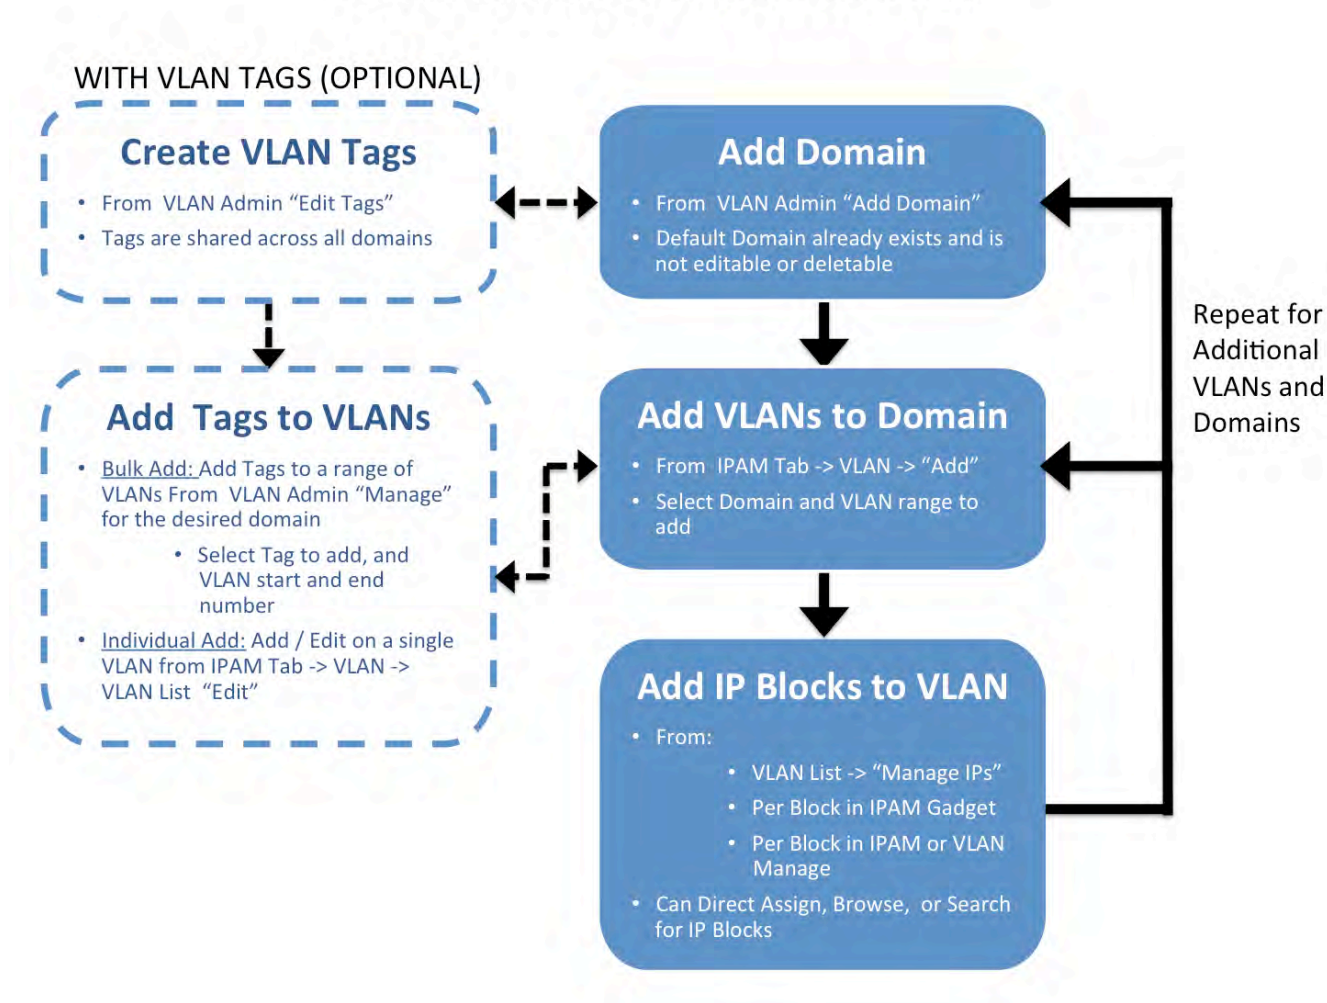 WITH VLAN TAGS (OPTIONAL)
Create VLAN Tags
• From VLAN Admin “Edit Tags”
• Tags are shared across all domains
Add Domain
• From VLAN Admin “Add Domain”
• Default Domain already exists and is
not editable or deletable
Repeat for
Additional
VLANs and
Domains
Add Tags to VLANs
• Bulk Add: Add Tags to a range of
VLANs From VLAN Admin “Manage”
for the desired domain
• Select Tag to add, and
VLAN start and end
number
• Individual Add: Add / Edit on a single
VLAN from IPAM Tab -> VLAN ->
VLAN List “Edit”
Add VLANs to Domain
• From IPAM Tab -> VLAN -> “Add”
• Select Domain and VLAN range to
add
Add IP Blocks to VLAN
• From:
• VLAN List -> “Manage IPs”
• Per Block in IPAM Gadget
• Per Block in IPAM or VLAN
Manage
• Can Direct Assign, Browse, or Search
for IP Blocks